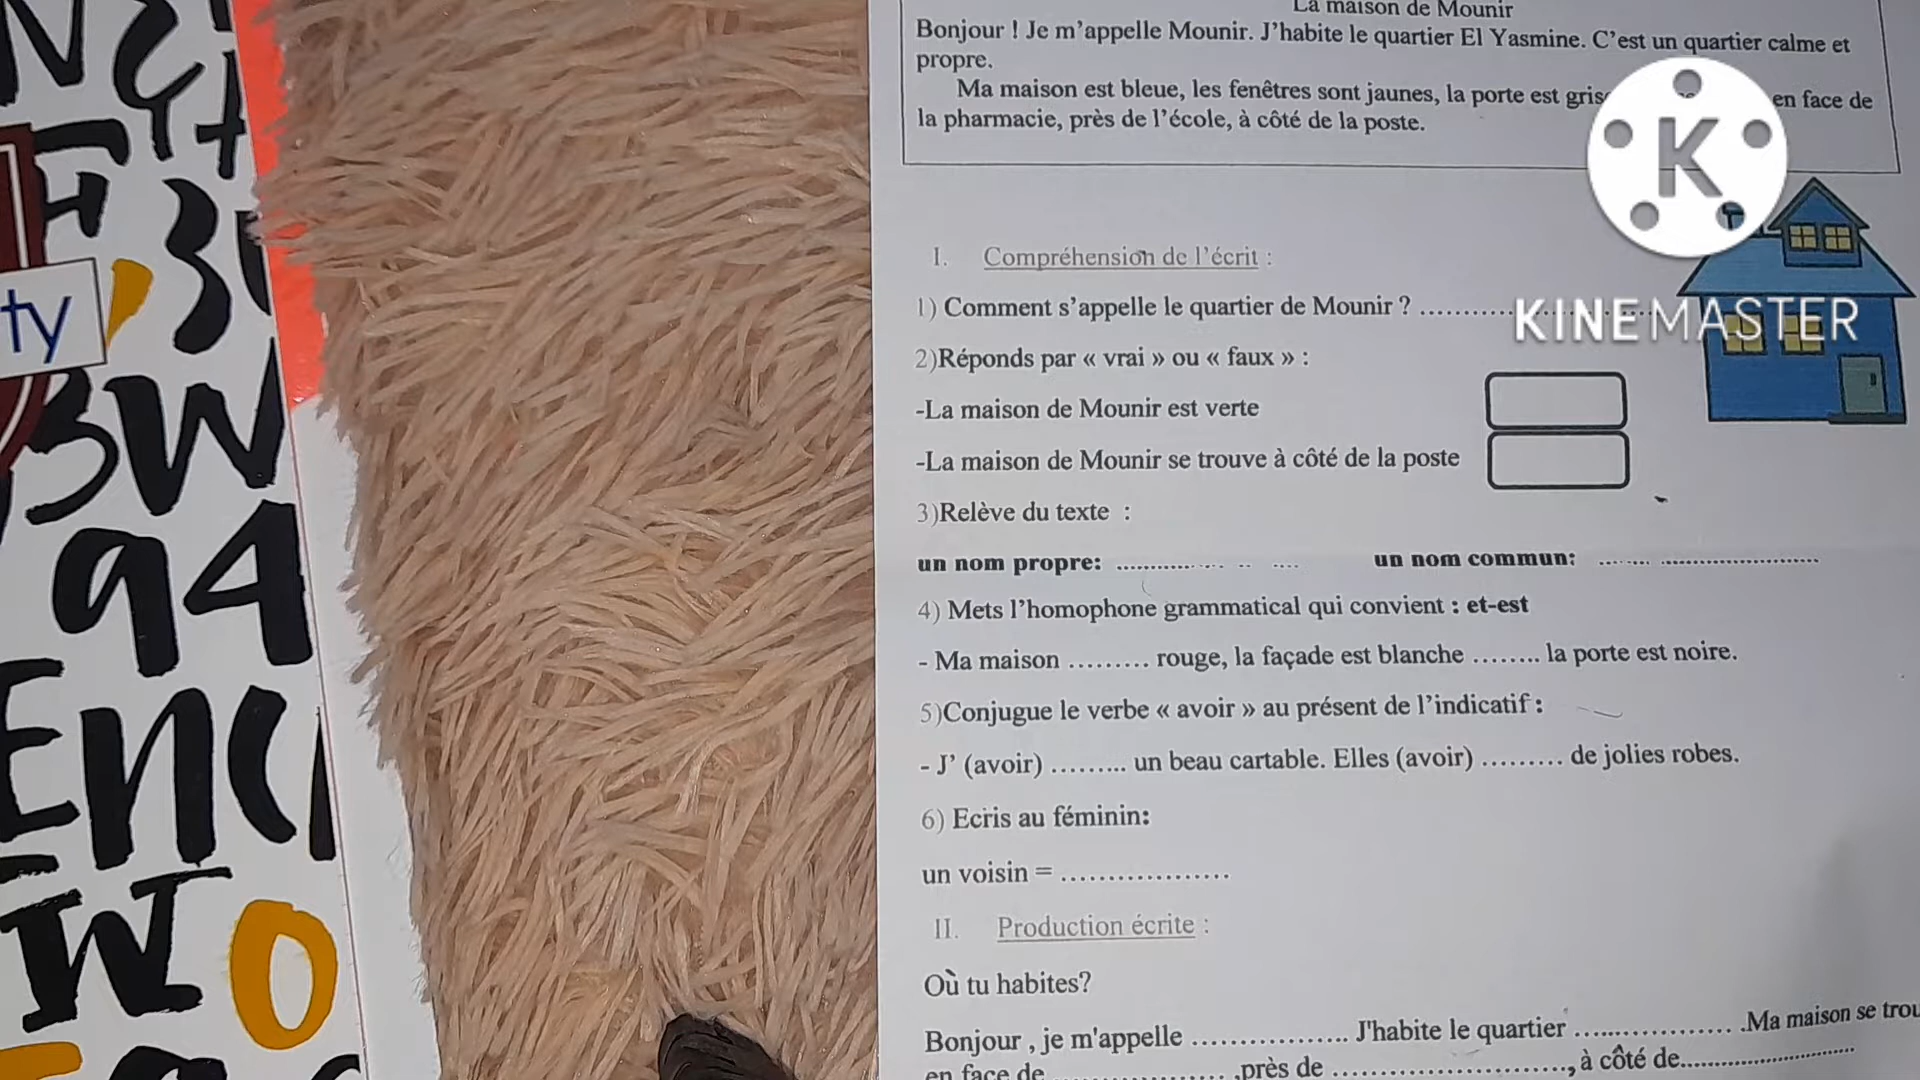 La maison de Mounir
Bonjour ! Je m'appelle Mounir. J'habite le quartier El Yasmine. C'est un quartier calme et
propre.
Ma maison est bleue, les fenêtres sont jaunes, la porte est en face de
la pharmacie, près de l'école, à côté de la poste.
I. Compréhension de l'écrit :
1) Comment s'appelle le quartier de Mounir ? ..........
KINEMASTER
2)Réponds par « vrai » ou « faux » :
-La maison de Mounir est verte
-La maison de Mounir se trouve à côté de la poste
3)Relève du texte :
un nom propre: .................... un nom commun: ..............................
4) Mets l'homophone grammatical qui convient : et-est
- Ma maison ......... rouge, la façade est blanche ........ la porte est noire.
5)Conjugue le verbe « avoir » au présent de l'indicatif :
- J' (avoir) ......... un beau cartable. Elles (avoir) ......... de jolies robes.
6) Ecris au féminin:
un voisin = ..................
II. Production écrite :
Où tu habites?
Bonjour , je m'appelle ................. J'habite le quartier ................. .Ma maison se
en face de .................. ,près de ........................, à côté de..................
ty